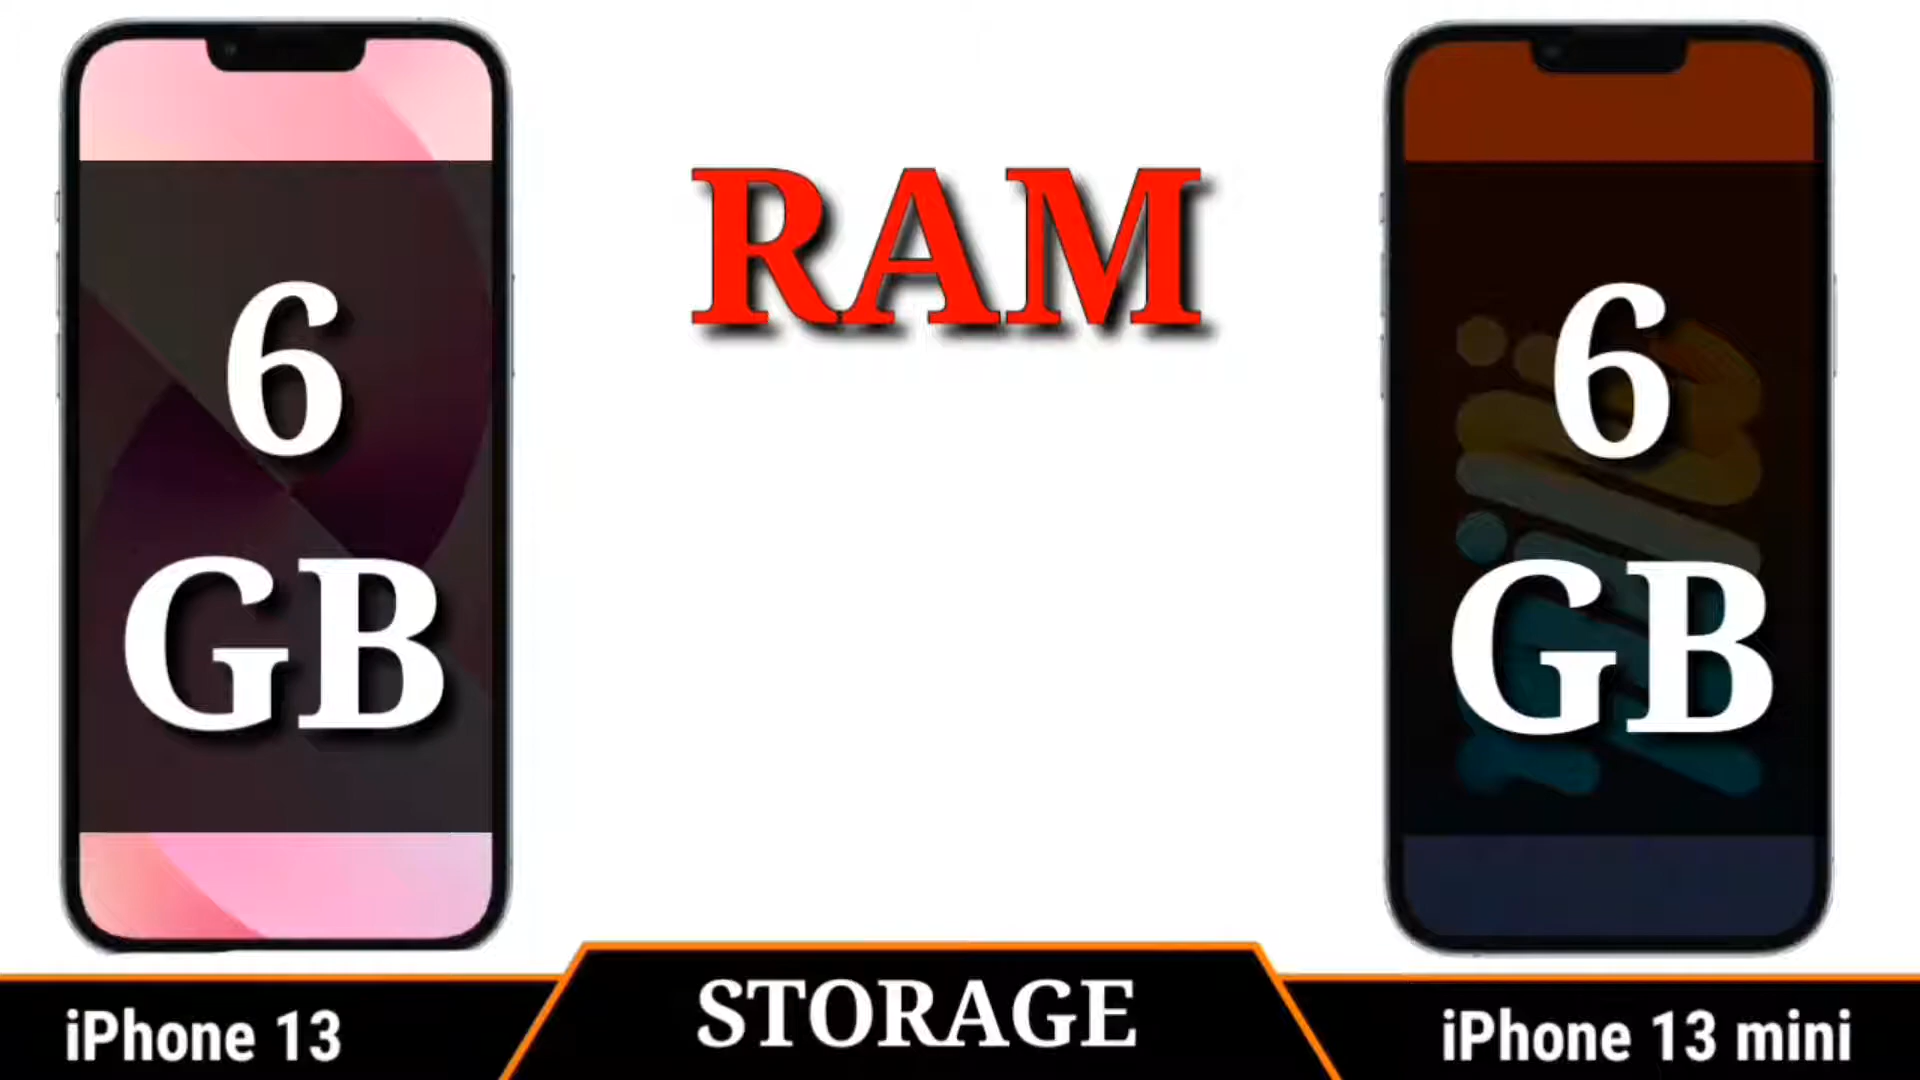 RAM
6
GB
6
GB
STORAGE
iPhone 13
iPhone 13 mini